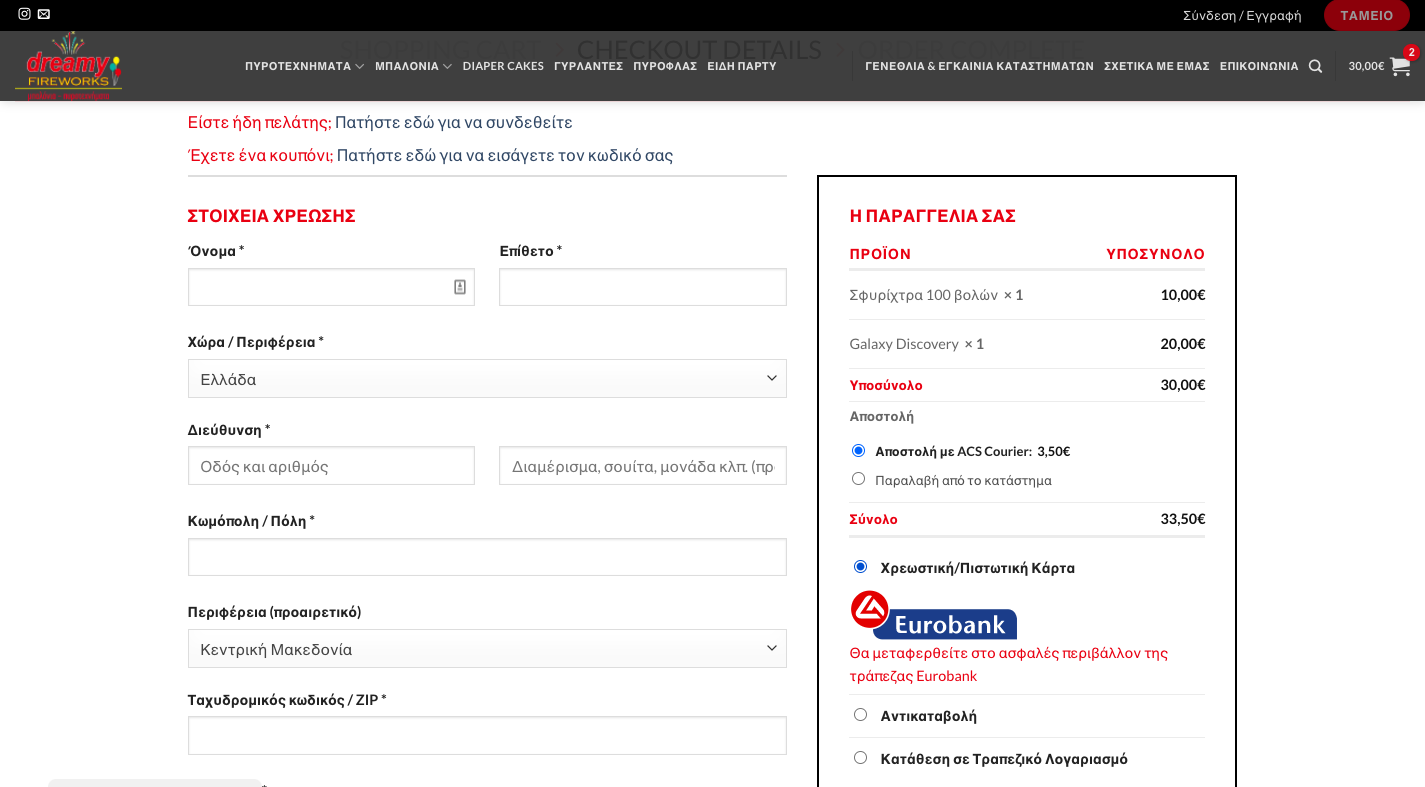 Σύνδεση / Εγγραφή
ΤΑΜΕΙΟ
SHOPPING CART > CHECKOUT DETAILS > ORDER COMPLETE
dreamy
FIREWORKS
ΠΥΡΟΤΕΧΝΗΜΑΤΑ ΜΠΑΛΟΝΙΑ DIAPER CAKES ΓΥΡΛΑΝΤΕΣ ΠΥΡΟΦΛΑΣ ΕΙΔΗ ΠΑΡΤΥ ΓΕΝΕΘΛΙΑ & ΕΓΚΑΙΝΙΑ ΚΑΤΑΣΤΗΜΑΤΩΝ ΣΧΕΤΙΚΑ ΜΕ ΕΜΑΣ ΕΠΙΚΟΙΝΩΝΙΑ 30,00€ 2
Είστε ήδη πελάτης; Πατήστε εδώ για να συνδεθείτε
Έχετε ένα κουπόνι; Πατήστε εδώ για να εισάγετε τον κωδικό σας
ΣΤΟΙΧΕΙΑ ΧΡΕΩΣΗΣ
Όνομα *
Επίθετο *
Χώρα / Περιφέρεια *
Ελλάδα
Διεύθυνση *
Οδός και αριθμός
Διαμέρισμα, σουίτα, μονάδα κλπ. (πρ
Κωμόπολη / Πόλη *
Περιφέρεια (προαιρετικό)
Κεντρική Μακεδονία
Ταχυδρομικός κωδικός / ZIP *
*
Η ΠΑΡΑΓΓΕΛΙΑ ΣΑΣ
ΠΡΟΪΟΝ ΥΠΟΣΥΝΟΛΟ
Σφυρίχτρα 100 βολών × 1 10,00€
Galaxy Discovery × 1 20,00€
Υποσύνολο 30,00€
Αποστολή
Αποστολή με ACS Courier: 3,50€
Παραλαβή από το κατάστημα
Σύνολο 33,50€
Χρεωστική/Πιστωτική Κάρτα
Eurobank
Θα μεταφερθείτε στο ασφαλές περιβάλλον της
τράπεζας Eurobank
Αντικαταβολή
Κατάθεση σε Τραπεζικό Λογαριασμό